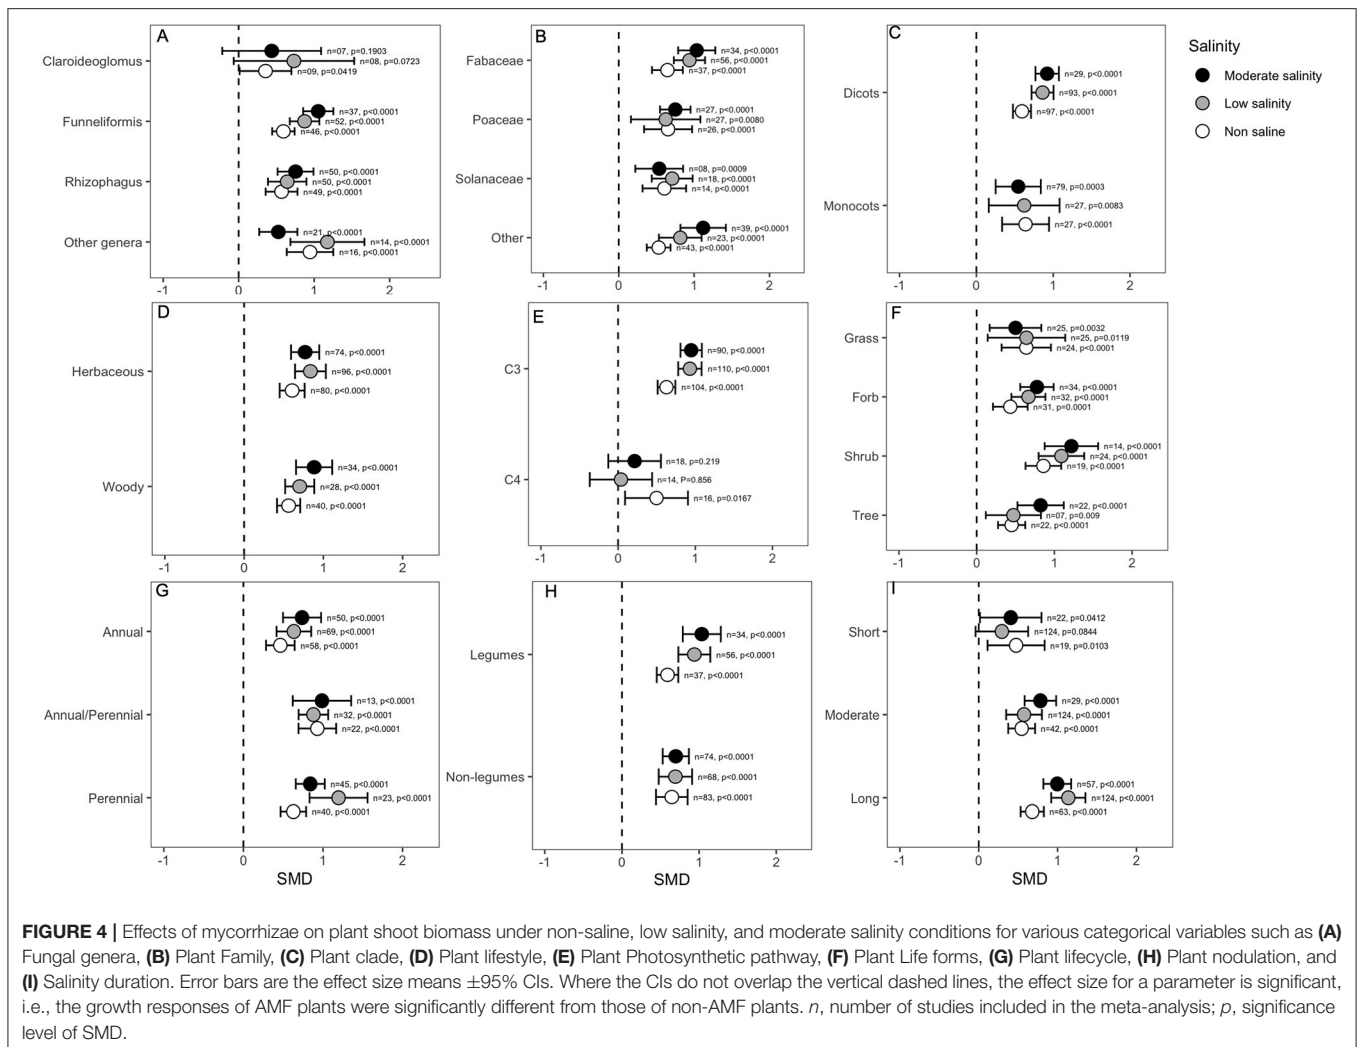 A
Claroideoglomus
n=07, p=0.1903
n=08, p=0.0723
n=09, p=0.0419
Funneliformis
n=37, p<0.0001
n=52, p<0.0001
n=46, p<0.0001
Rhizophagus
n=50, p<0.0001
n=50, p<0.0001
n=49, p<0.0001
Other genera
n=21, p<0.0001
n=14, p<0.0001
n=16, p<0.0001
-1 0 1 2
B
Fabaceae
n=34, p<0.0001
n=56, p<0.0001
n=37, p<0.0001
Poaceae
n=27, p<0.0001
n=27, p=0.0080
n=26, p<0.0001
Solanaceae
n=08, p=0.0009
n=18, p<0.0001
n=14, p<0.0001
Other
n=39, p<0.0001
n=23, p<0.0001
n=43, p<0.0001
-1 0 1 2
C
Dicots
n=29, p<0.0001
n=93, p<0.0001
n=97, p<0.0001
Monocots
n=79, p=0.0003
n=27, p=0.0083
n=27, p<0.0001
-1 0 1 2
Salinity
Moderate salinity
Low salinity
Non saline
D
Herbaceous
n=74, p<0.0001
n=96, p<0.0001
n=80, p<0.0001
Woody
n=34, p<0.0001
n=28, p<0.0001
n=40, p<0.0001
-1 0 1 2
E
C3
n=90, p<0.0001
n=110, p<0.0001
n=104, p<0.0001
C4
n=18, p=0.219
n=14, P=0.856
n=16, p=0.0167
-1 0 1 2
F
Grass
n=25, p=0.0032
n=25, p=0.0119
n=24, p<0.0001
Forb
n=34, p<0.0001
n=32, p<0.0001
n=31, p=0.0001
Shrub
n=14, p<0.0001
n=24, p<0.0001
n=19, p<0.0001
Tree
n=22, p<0.0001
n=07, p=0.009
n=22, p<0.0001
-1 0 1 2
G
Annual
n=50, p<0.0001
n=69, p<0.0001
n=58, p<0.0001
Annual/Perennial
n=13, p<0.0001
n=32, p<0.0001
n=22, p<0.0001
Perennial
n=45, p<0.0001
n=23, p<0.0001
n=40, p<0.0001
-1 0 1 2
SMD
H
Legumes
n=34, p<0.0001
n=56, p<0.0001
n=37, p<0.0001
Non-legumes
n=74, p<0.0001
n=68, p<0.0001
n=83, p<0.0001
-1 0 1 2
SMD
I
Short
n=22, p=0.0412
n=124, p=0.0844
n=19, p=0.0103
Moderate
n=29, p<0.0001
n=124, p<0.0001
n=42, p<0.0001
Long
n=57, p<0.0001
n=124, p<0.0001
n=63, p<0.0001
-1 0 1 2
SMD
FIGURE 4 | Effects of mycorrhizae on plant shoot biomass under non-saline, low salinity, and moderate salinity conditions for various categorical variables such as (A)
Fungal genera, (B) Plant Family, (C) Plant clade, (D) Plant lifestyle, (E) Plant Photosynthetic pathway, (F) Plant Life forms, (G) Plant lifecycle, (H) Plant nodulation, and
(I) Salinity duration. Error bars are the effect size means ±95% CIs. Where the CIs do not overlap the vertical dashed lines, the effect size for a parameter is significant,
i.e., the growth responses of AMF plants were significantly different from those of non-AMF plants. n, number of studies included in the meta-analysis; p, significance
level of SMD.